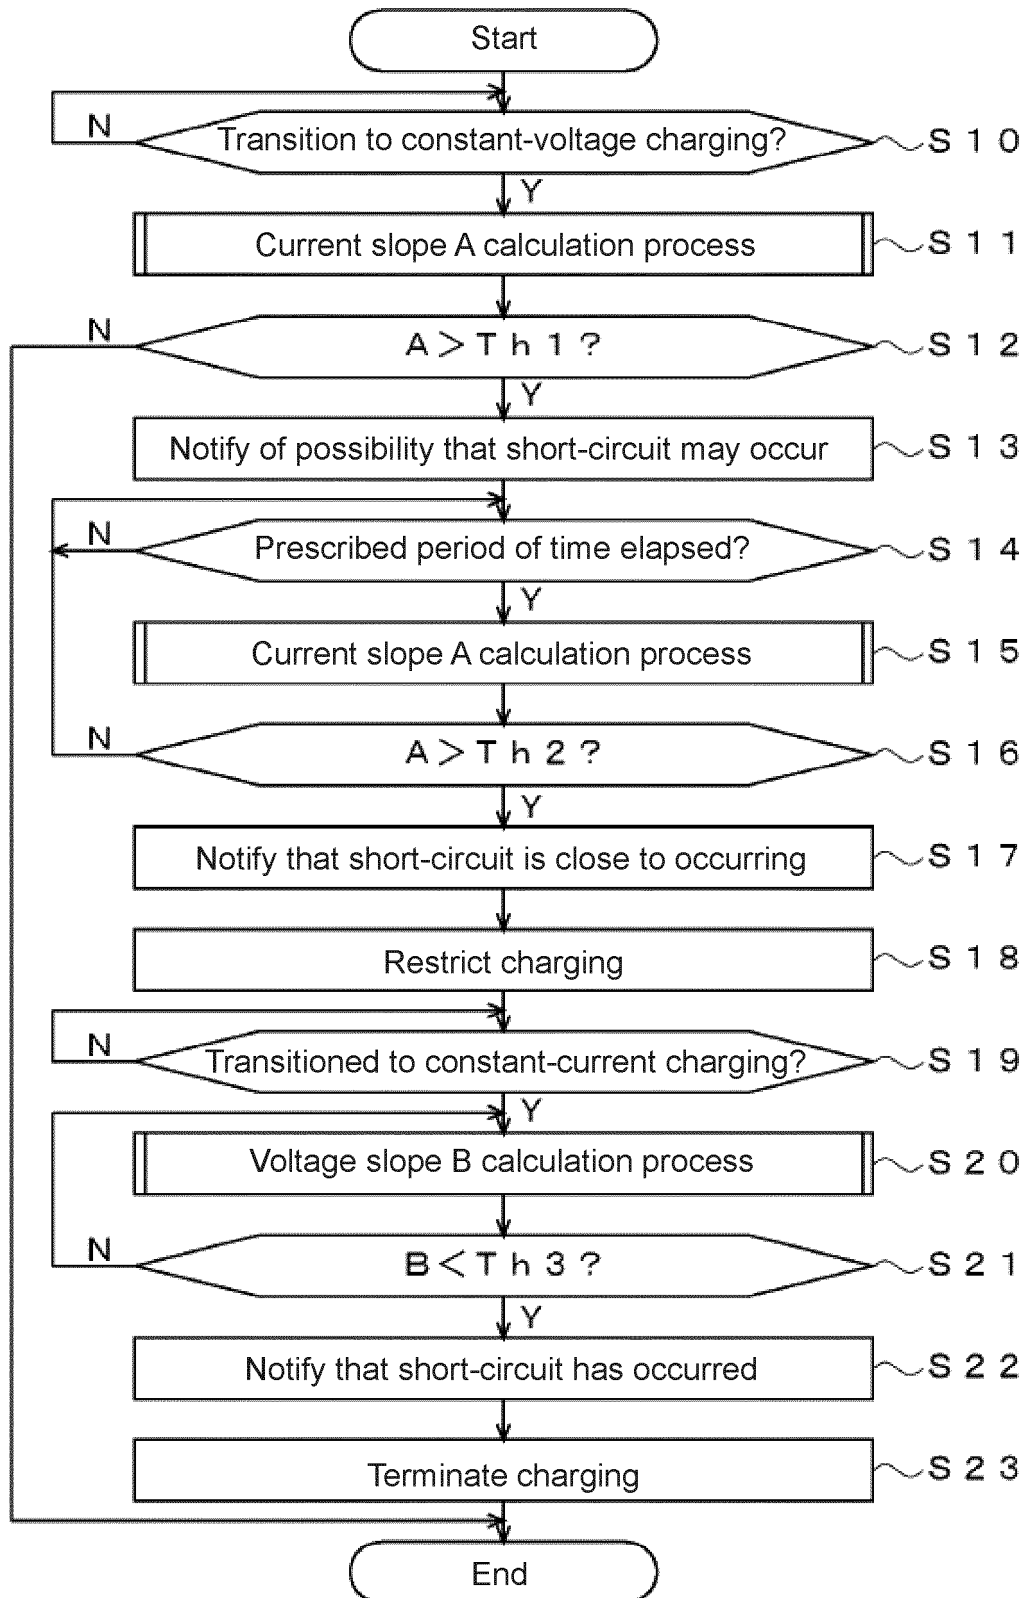 Start
N
Transition to constant-voltage charging?
S10
Y
Current slope A calculation process
S11
N
A>Th1?
S12
Y
Notify of possibility that short-circuit may occur
S13
N
Prescribed period of time elapsed?
S14
Y
Current slope A calculation process
S15
N
A>Th2?
S16
Y
Notify that short-circuit is close to occurring
S17
Restrict charging
S18
N
Transitioned to constant-current charging?
S19
Y
Voltage slope B calculation process
S20
N
B<Th3?
S21
Y
Notify that short-circuit has occurred
S22
Terminate charging
S23
End